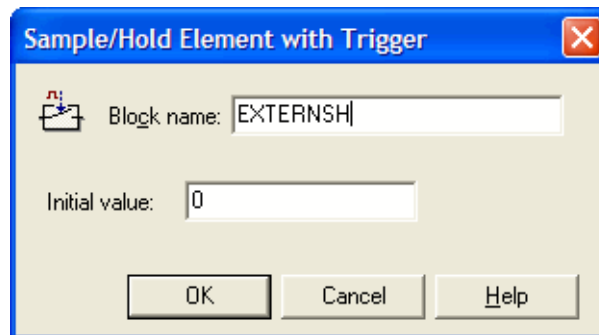 Sample/Hold Element with Trigger
Block name: EXTERNSH
Initial value: 0
OK Cancel Help